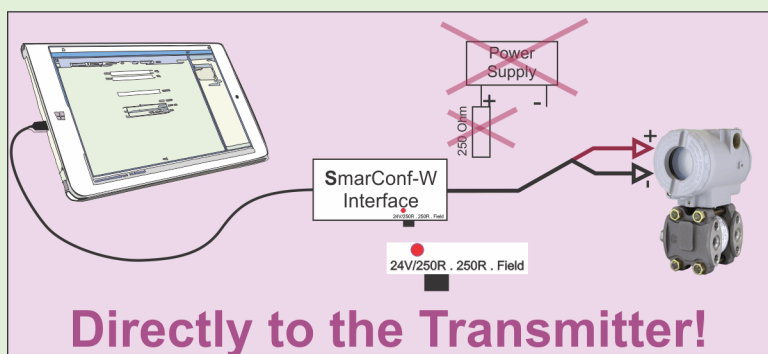 Power
Supply
+
-
250 Ohm
SmarConf-W
Interface
24V/250R . 250R . Field
+
-
24V/250R . 250R . Field
Directly to the Transmitter!